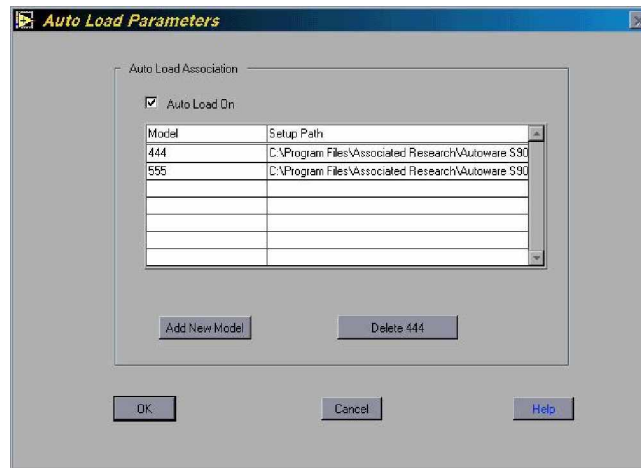 Auto Load Parameters
Auto Load Association
Auto Load On
Model Setup Path
444 C:\Program Files\Associated Research\Autoware S90
555 C:\Program Files\Associated Research\Autoware S90
Add New Model Delete 444
OK Cancel Help